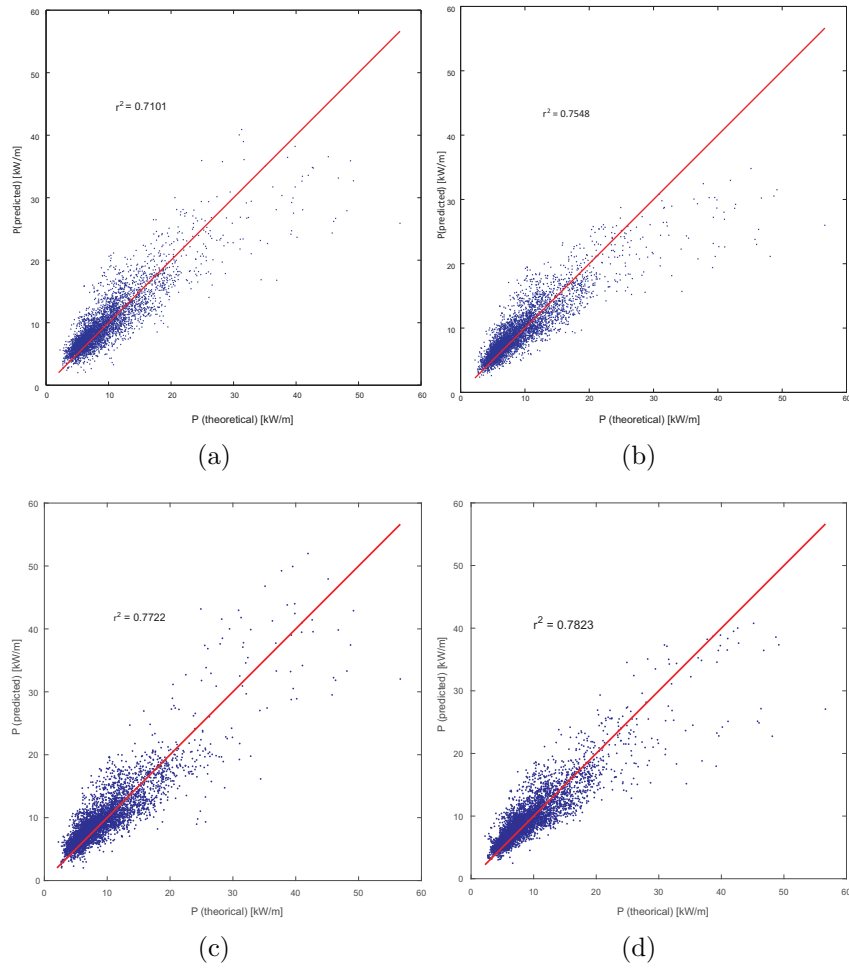 60
50
40
30
20
10
0
P(predicted) [kW/m]
r² = 0.7101
0 10 20 30 40 50 60
P (theoretical) [kW/m]
(a)
60
50
40
30
20
10
0
P(predicted) [kW/m]
r² = 0.7548
0 10 20 30 40 50 60
P (theoretical) [kW/m]
(b)
60
50
40
30
20
10
0
P (predicted) [kW/m]
r² = 0.7722
0 10 20 30 40 50 60
P (theorical) [kW/m]
(c)
60
50
40
30
20
10
0
P (predicted) [kW/m]
r² = 0.7823
0 10 20 30 40 50 60
P (theorical) [kW/m]
(d)